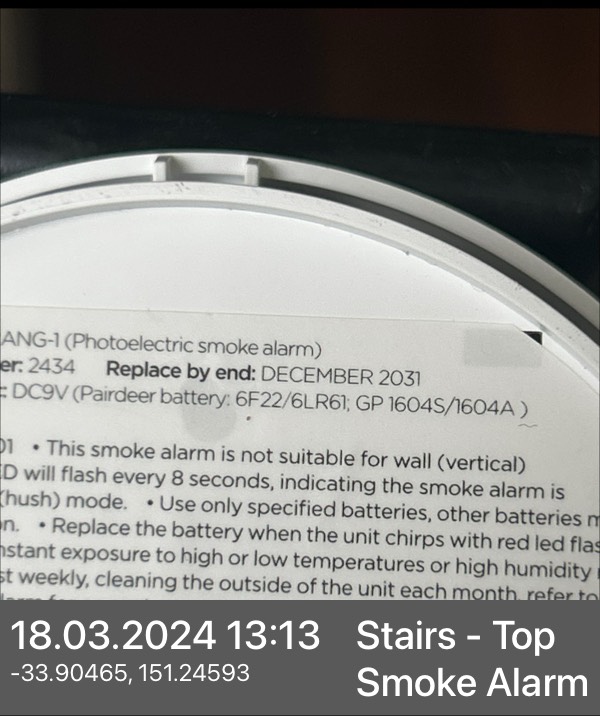 ANG-1 (Photoelectric smoke alarm)
er: 2434 Replace by end: DECEMBER 2031
: DC9V (Pairdeer battery: 6F22/6LR61; GP 1604S/1604A )
01 • This smoke alarm is not suitable for wall (vertical)
D will flash every 8 seconds, indicating the smoke alarm is
(hush) mode. • Use only specified batteries, other batteries m
on. • Replace the battery when the unit chirps with red led flas
nstant exposure to high or low temperatures or high humidity
st weekly, cleaning the outside of the unit each month, refer to
18.03.2024 13:13
-33.90465, 151.24593
Stairs - Top
Smoke Alarm